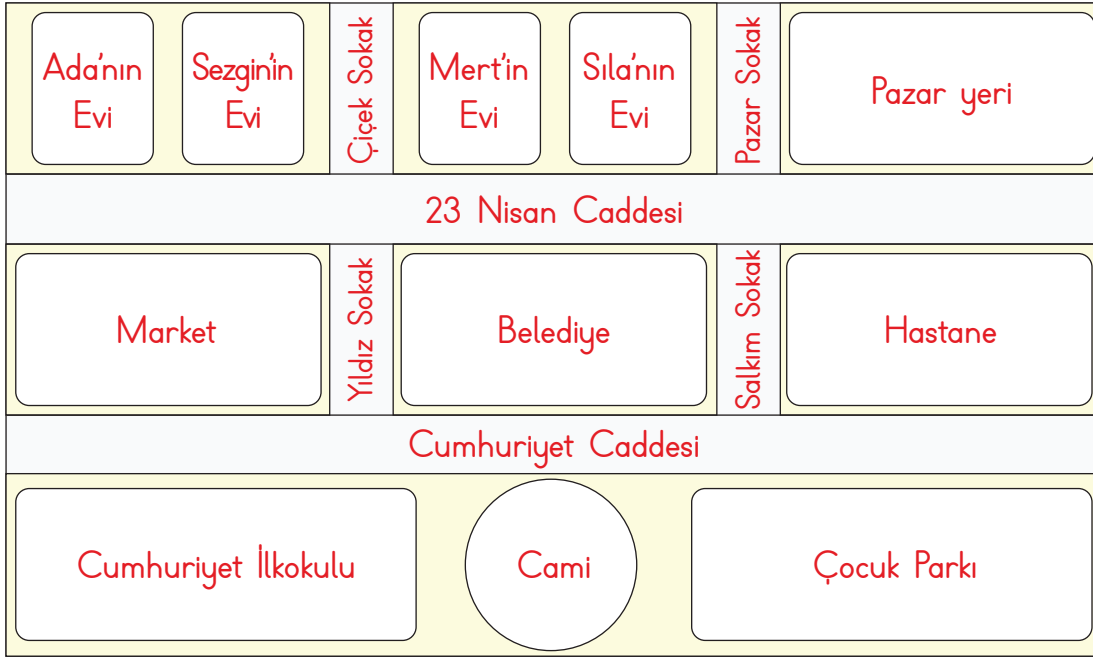 Ada'nın
Evi
Sezgin'in
Evi
Çiçek Sokak
Mert'in
Evi
Sıla'nın
Evi
Pazar Sokak
Pazar yeri
23 Nisan Caddesi
Market
Yıldız Sokak
Belediye
Salkım Sokak
Hastane
Cumhuriyet Caddesi
Cumhuriyet İlkokulu
Cami
Çocuk Parkı